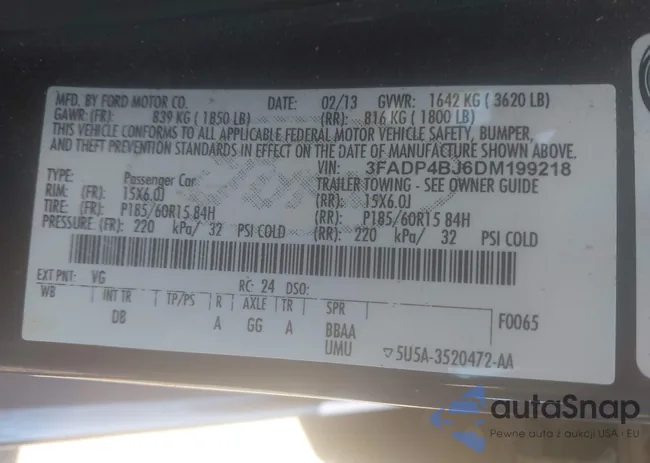 MFD. BY FORD MOTOR CO. DATE: 02/13 GVWR: 1642 KG ( 3620 LB)
GAWR: (FR): 839 KG ( 1850 LB) (RR): 816 KG ( 1800 LB)
THIS VEHICLE CONFORMS TO ALL APPLICABLE FEDERAL MOTOR VEHICLE SAFETY, BUMPER,
AND THEFT PREVENTION STANDARDS IN EFFECT ON THE DATE OF MANUFACTURE SHOWN ABOVE.
VIN: 3FADP4BJ6DM199218
TYPE: Passenger Car TRAILER TOWING - SEE OWNER GUIDE
RIM: (FR): 15X6.0J (RR): 15X6.0J
TIRE: (FR): P185/60R15 84H (RR): P185/60R15 84H
PRESSURE: (FR): 220 kPa/ 32 PSI COLD (RR): 220 kPa/ 32 PSI COLD
EXT PNT: VG RC: 24 DSO:
WB INT TR TP/PS R AXLE TR SPR
DB A GG A BBAA F0065
UMU ▽5U5A-3520472-AA
autaSnap
Pewne auta z aukcji USA · EU